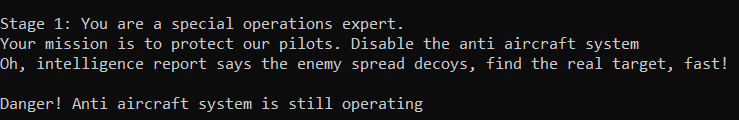 Stage 1: You are a special operations expert.
Your mission is to protect our pilots. Disable the anti aircraft system
Oh, intelligence report says the enemy spread decoys, find the real target, fast!
Danger! Anti aircraft system is still operating